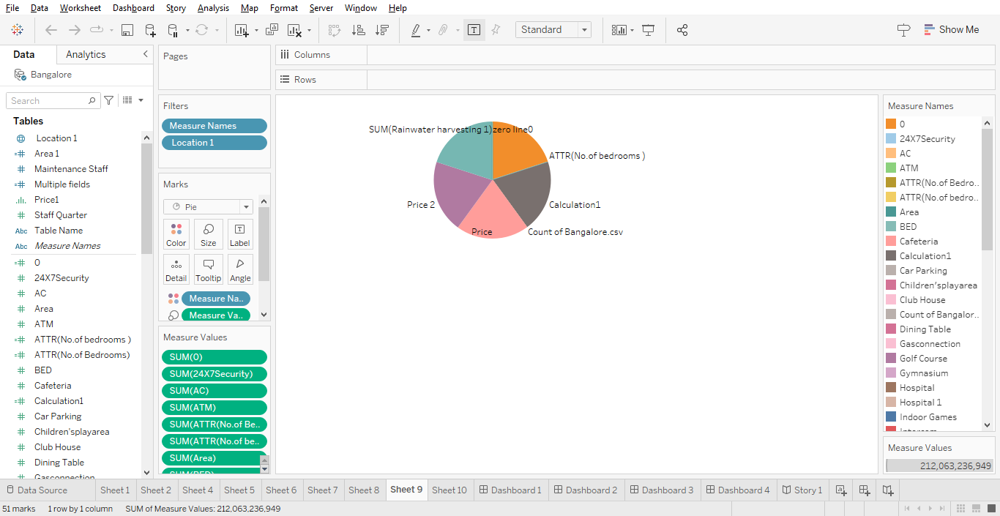 File Data Worksheet Dashboard Story Analysis Map Format Server Window Help
Standard
Show Me
Data Analytics
Bangalore
Search
Tables
Location 1
Area 1
Maintenance Staff
Multiple fields
Price1
Staff Quarter
Abc Table Name
Abc Measure Names
0
24X7Security
AC
Area
ATM
ATTR(No.of bedrooms )
ATTR(No.of Bedrooms)
BED
Cafeteria
Calculation1
Car Parking
Children'splayarea
Club House
Dining Table
Gasconnection
Pages
Filters
Measure Names
Location 1
Marks
Pie
Color Size Label
Detail Tooltip Angle
Measure Na..
Measure Va..
Measure Values
SUM(0)
SUM(24X7Security)
SUM(AC)
SUM(ATM)
SUM(ATTR(No.of Be..
SUM(ATTR(No.of be..
SUM(Area)
SUM(BED)
Columns
Rows
SUM(Rainwater harvesting 1)zero line0
ATTR(No.of bedrooms )
Price 2
Calculation1
Price
Count of Bangalore.csv
Measure Names
0
24X7Security
AC
ATM
ATTR(No.of Bedro..
ATTR(No.of bedro..
Area
BED
Cafeteria
Calculation1
Car Parking
Children'splayarea
Club House
Count of Bangalor..
Dining Table
Gasconnection
Golf Course
Gymnasium
Hospital
Hospital 1
Indoor Games
Intercom
Measure Values
212,063,236,949
Data Source Sheet 1 Sheet 2 Sheet 4 Sheet 5 Sheet 6 Sheet 7 Sheet 8 Sheet 9 Sheet 10 Dashboard 1 Dashboard 2 Dashboard 3 Dashboard 4 Story 1
51 marks 1 row by 1 column SUM of Measure Values: 212,063,236,949